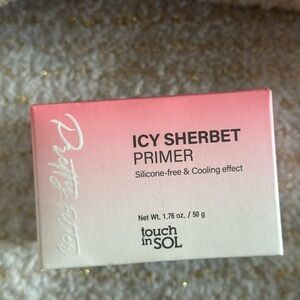 ICY SHERBET
PRIMER
Silicone-free & Cooling effect
Net Wt. 1.76 oz. / 50 g
touch
in SOL